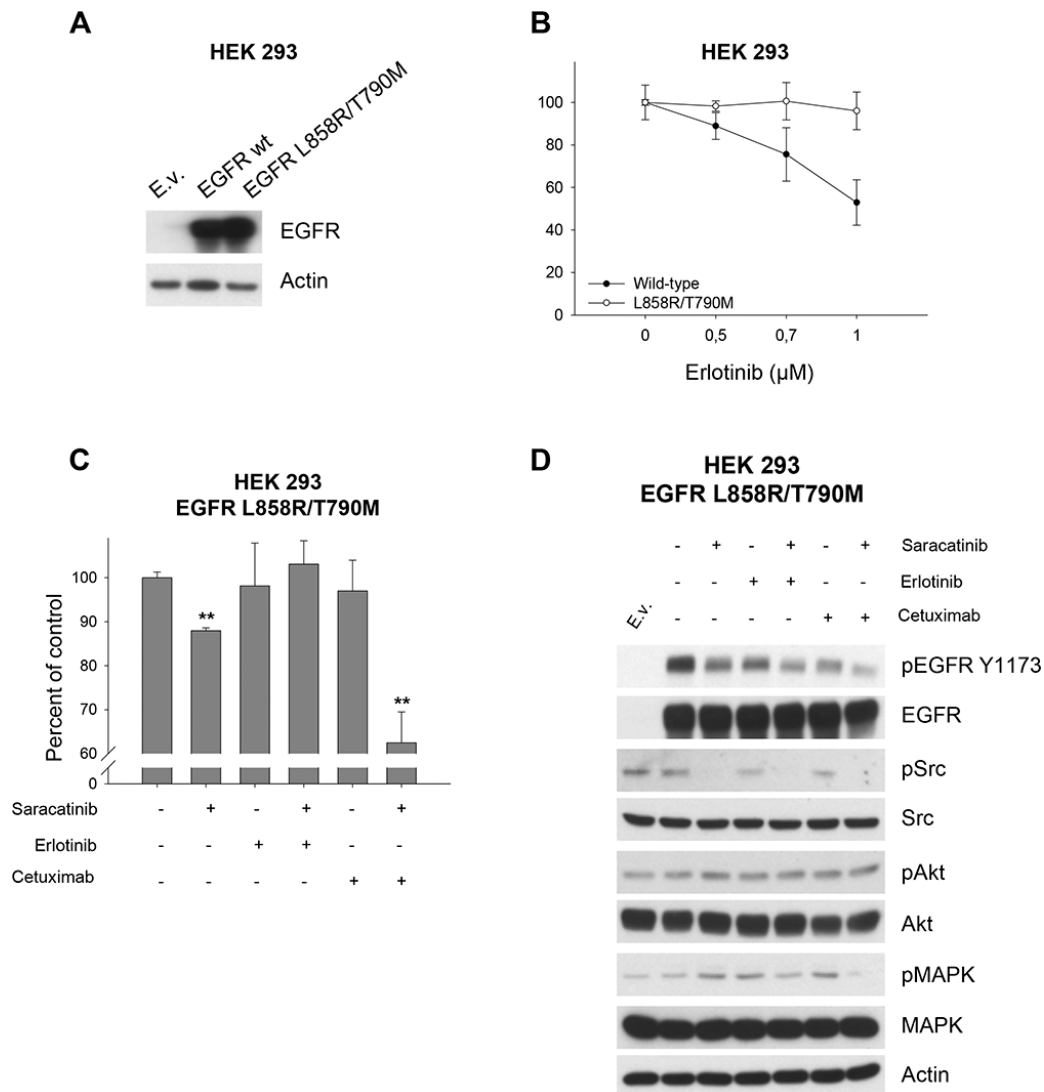 A
HEK 293
E.v.
EGFR wt
EGFR L858R/T790M
EGFR
Actin
B
HEK 293
100
80
60
40
20
0
Wild-type
L858R/T790M
0 0,5 0,7 1
Erlotinib (µM)
C
HEK 293
EGFR L858R/T790M
Percent of control
100
90
80
70
60
0
**
**
Saracatinib - + - + - +
Erlotinib - - + + - -
Cetuximab - - - - + +
D
HEK 293
EGFR L858R/T790M
- + - + - + Saracatinib
- - + + - - Erlotinib
E.v. - - - - + + Cetuximab
pEGFR Y1173
EGFR
pSrc
Src
pAkt
Akt
pMAPK
MAPK
Actin